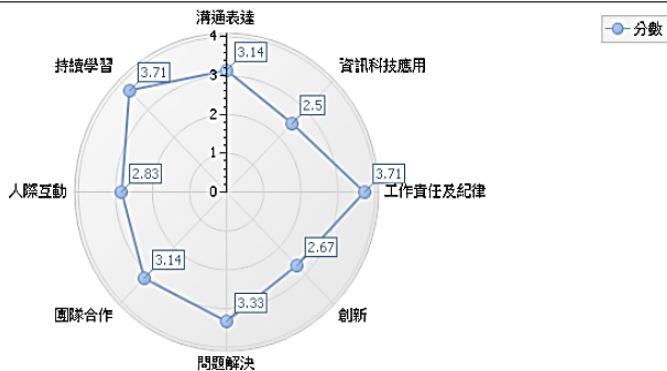 溝通表達
分數
4
3.14
持續學習
3.71
資訊科技應用
3
2.5
2
1
人際互動
2.83
0
3.71
工作責任及紀律
3.14
2.67
3.33
團隊合作
創新
問題解決